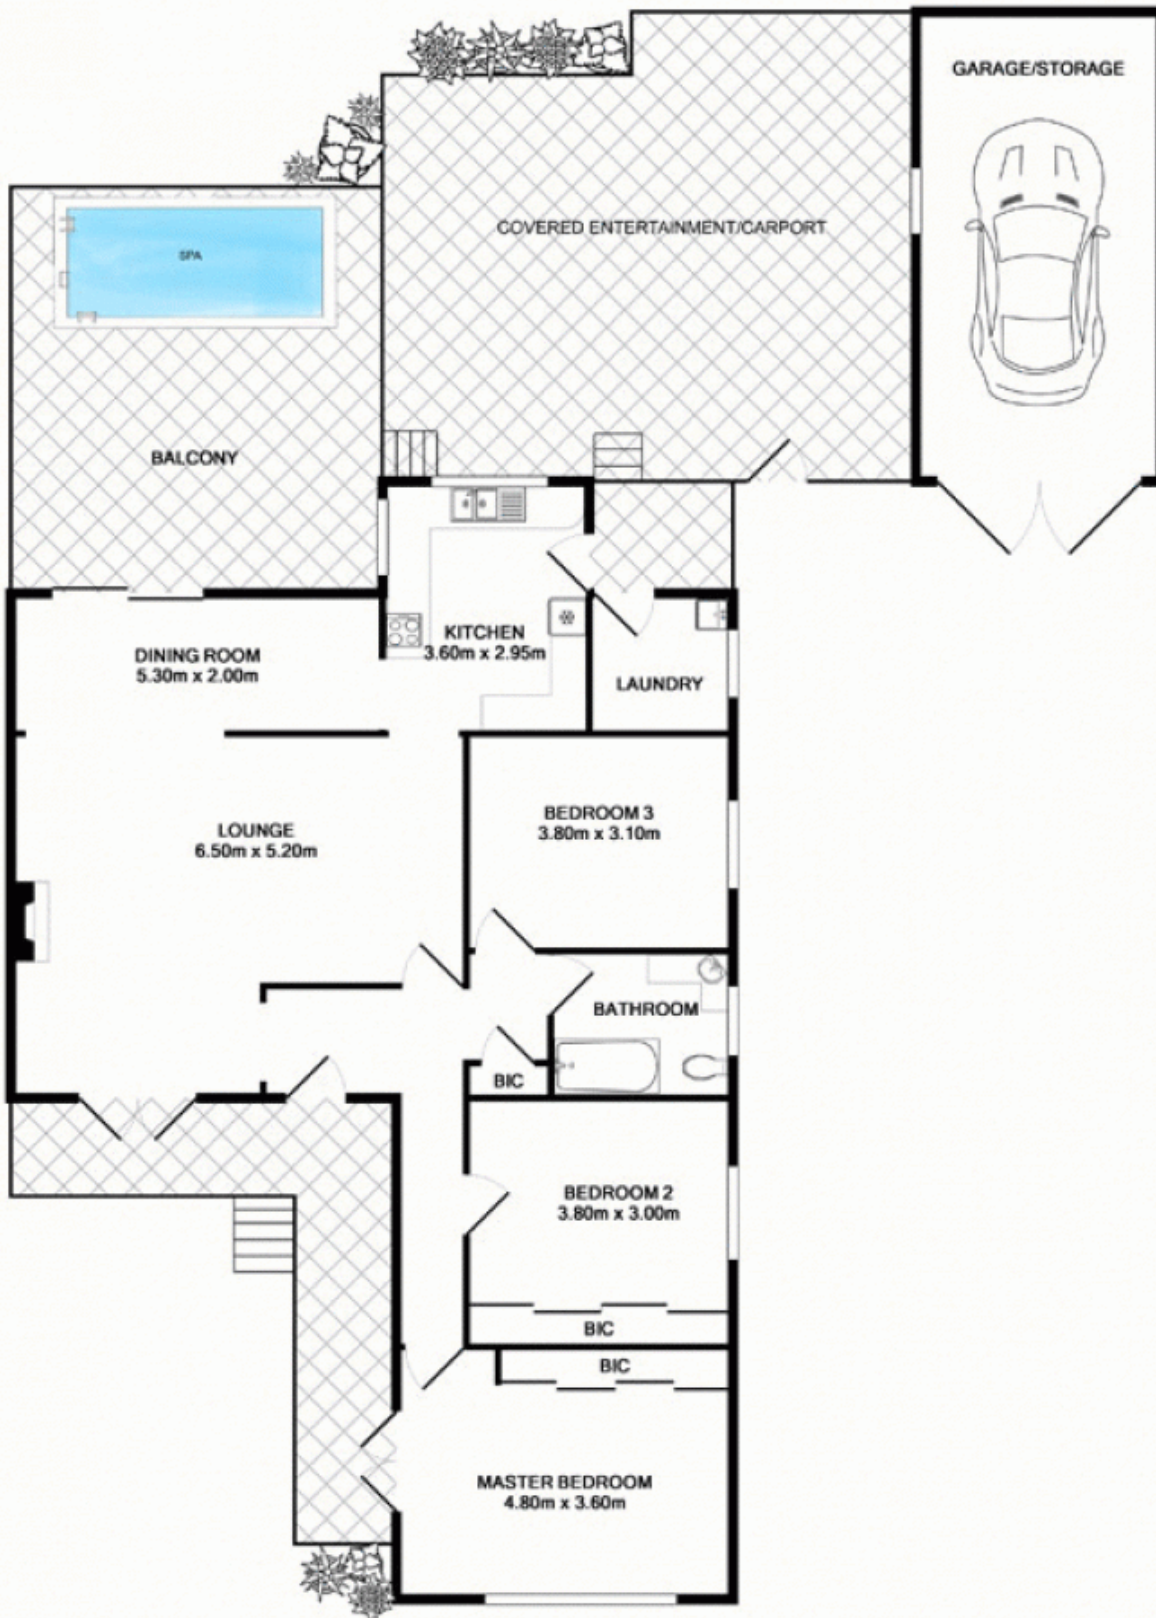 GARAGE/STORAGE
COVERED ENTERTAINMENT/CARPORT
SPA
BALCONY
KITCHEN
3.60m x 2.95m
DINING ROOM
5.30m x 2.00m
LAUNDRY
BEDROOM 3
3.80m x 3.10m
LOUNGE
6.50m x 5.20m
BATHROOM
BIC
BEDROOM 2
3.80m x 3.00m
BIC
BIC
MASTER BEDROOM
4.80m x 3.60m